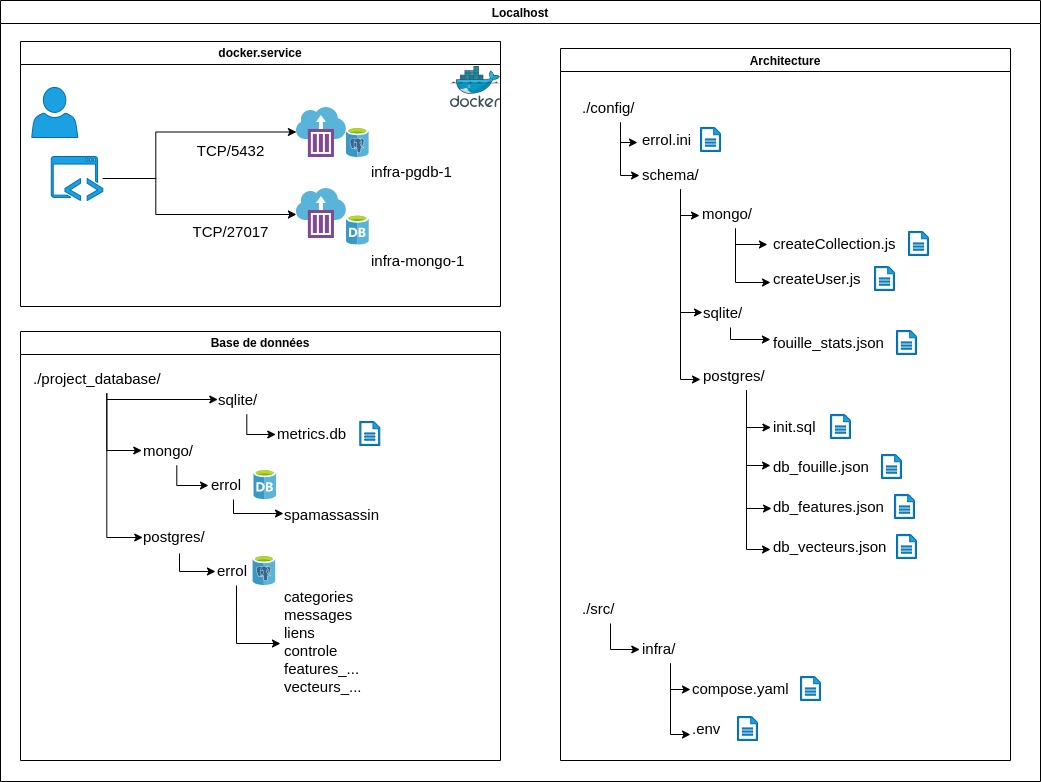 Localhost
docker.service
docker
TCP/5432
infra-pgdb-1
TCP/27017
DB
infra-mongo-1
Base de données
./project_database/
sqlite/
metrics.db
mongo/
errol
DB
spamassassin
postgres/
errol
categories
messages
liens
controle
features_...
vecteurs_...
Architecture
./config/
errol.ini
schema/
mongo/
createCollection.js
createUser.js
sqlite/
fouille_stats.json
postgres/
init.sql
db_fouille.json
db_features.json
db_vecteurs.json
./src/
infra/
compose.yaml
.env